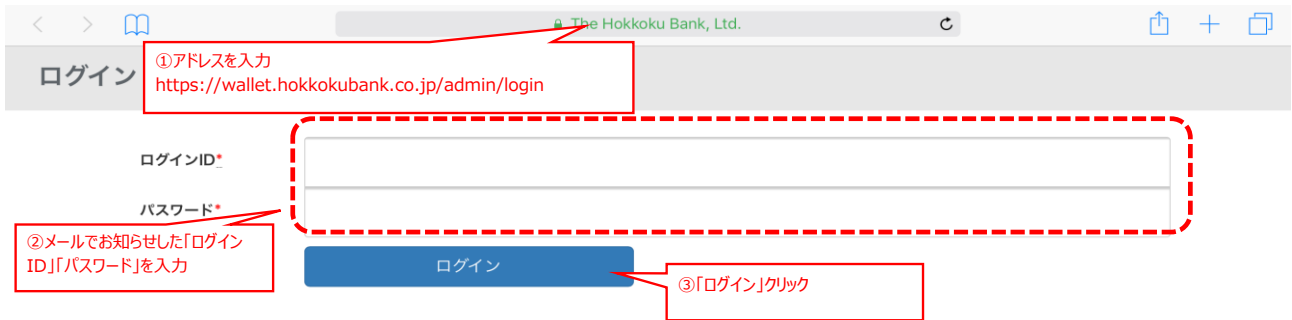 The Hokkoku Bank, Ltd.
①アドレスを入力
https://wallet.hokkokubank.co.jp/admin/login
ログイン
ログインID*
パスワード*
②メールでお知らせした「ログイン
ID」「パスワード」を入力
ログイン
③「ログイン」クリック